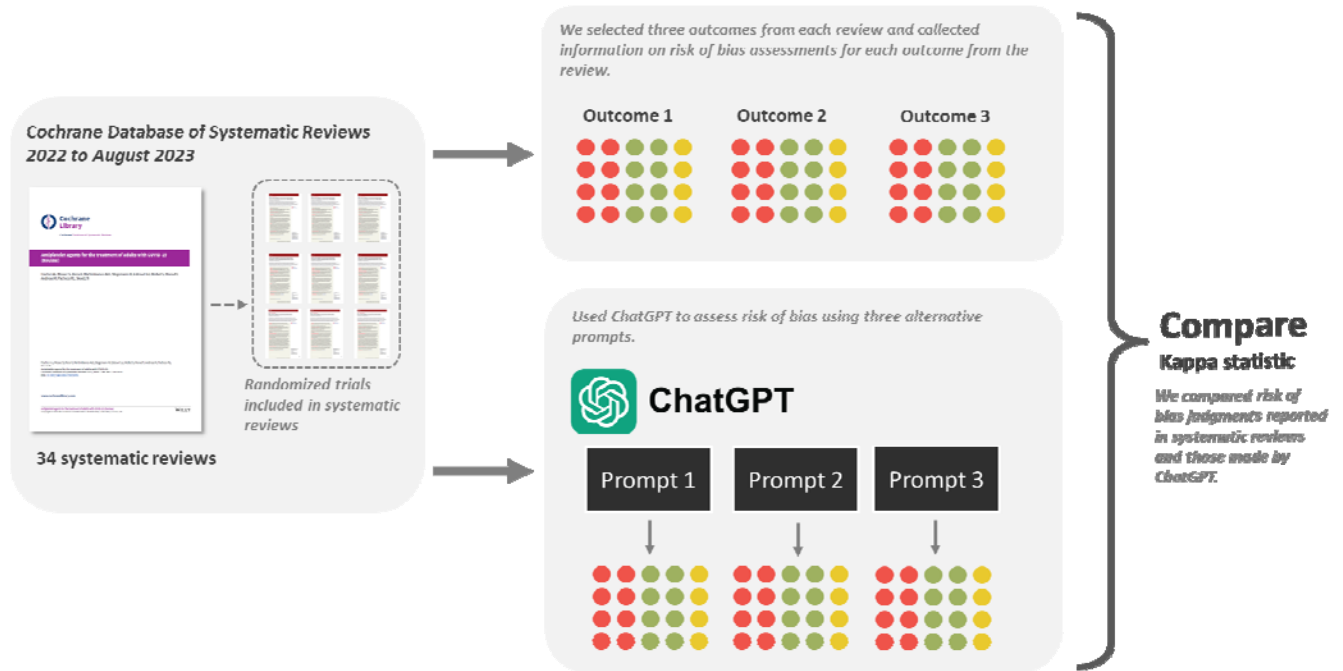 We selected three outcomes from each review and collected
information on risk of bias assessments for each outcome from the
review.
Outcome 1
Outcome 2
Outcome 3
Cochrane Database of Systematic Reviews
2022 to August 2023
Cochrane
Library
Randomized trials
included in systematic
reviews
34 systematic reviews
Used ChatGPT to assess risk of bias using three alternative
prompts.
ChatGPT
Prompt 1
Prompt 2
Prompt 3
Compare
Kappa statistic
We compared risk of
bias judgments reported
in systematic reviews
and those made by
ChatGPT.